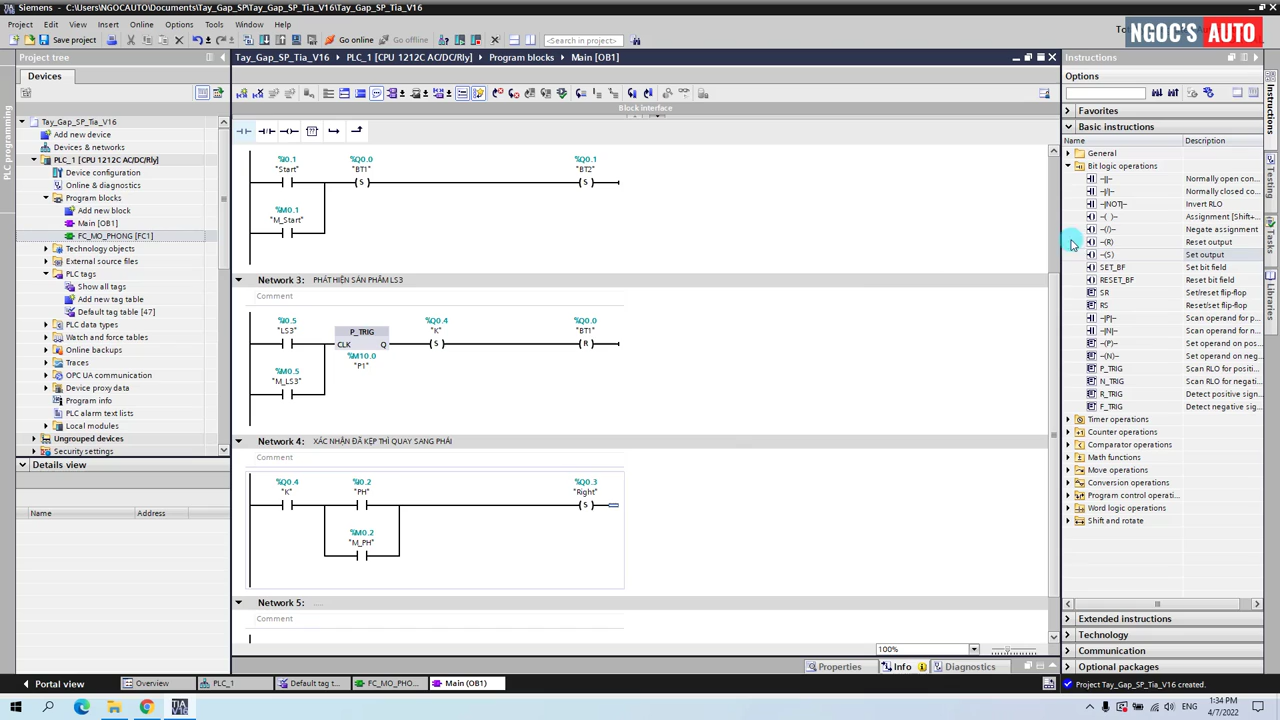 Siemens - C:\Users\NGOCAUTO\Documents\Tay_Gap_SP\Tay_Gap_SP_Tia_V16\Tay_Gap_SP_Tia_V16
Project Edit View Insert Online Options Tools Window Help
Save project Go online Go offline <Search in project>
NGOC'S AUTO
Project tree
Tay_Gap_SP_Tia_V16 PLC_1 [CPU 1212C AC/DC/Rly] Program blocks Main [OB1]
Instructions
Devices
Options
PLC programming
Block interface
Tay_Gap_SP_Tia_V16
Add new device
PLC_1 [CPU 1212C AC/DC/Rly]
Device configuration
Online & diagnostics
Program blocks
Add new block
Main [OB1]
FC_MO_PHONG [FC1]
Technology objects
External source files
PLC tags
Show all tags
Add new tag table
Default tag table [47]
PLC data types
Watch and force tables
Online backups
Traces
OPC UA communication
Device proxy data
Program info
PLC alarm text lists
Local modules
Ungrouped devices
Security settings
Details view
Name Address
%I0.1
"Start"
%Q0.0
"BT1"
S
%Q0.1
"BT2"
S
%M0.1
"M_Start"
Network 3: PHÁT HIỆN SẢN PHẨM LS3
Comment
%I0.5
"LS3"
P_TRIG
CLK Q
%M10.0
"P1"
%Q0.4
"K"
S
%Q0.0
"BT1"
R
%M0.5
"M_LS3"
Network 4: XÁC NHẬN ĐÃ KẸP THÌ QUAY SANG PHẢI
Comment
%Q0.4
"K"
%I0.2
"PH"
%Q0.3
"Right"
S
%M0.2
"M_PH"
Network 5: .....
Comment
100%
Properties Info Diagnostics
Favorites
Basic instructions
Name Description
General
Bit logic operations
-||- Normally open con...
-|/|- Normally closed co...
-|NOT|- Invert RLO
-( )- Assignment [Shift+...
-(/)- Negate assignment
-(R) Reset output
-(S) Set output
SET_BF Set bit field
RESET_BF Reset bit field
SR Set/reset flip-flop
RS Reset/set flip-flop
-|P|- Scan operand for p...
-|N|- Scan operand for n...
-(P)- Set operand on pos...
-(N)- Set operand on neg...
P_TRIG Scan RLO for positi...
N_TRIG Scan RLO for negati...
R_TRIG Detect positive sign...
F_TRIG Detect negative sig...
Timer operations
Counter operations
Comparator operations
Math functions
Move operations
Conversion operations
Program control operati...
Word logic operations
Shift and rotate
Extended instructions
Technology
Communication
Optional packages
Instructions
Testing
Tasks
Libraries
Portal view Overview PLC_1 Default tag t... FC_MO_PHO... Main (OB1)
Project Tay_Gap_SP_Tia_V16 created.
ENG
1:34 PM
4/7/2022